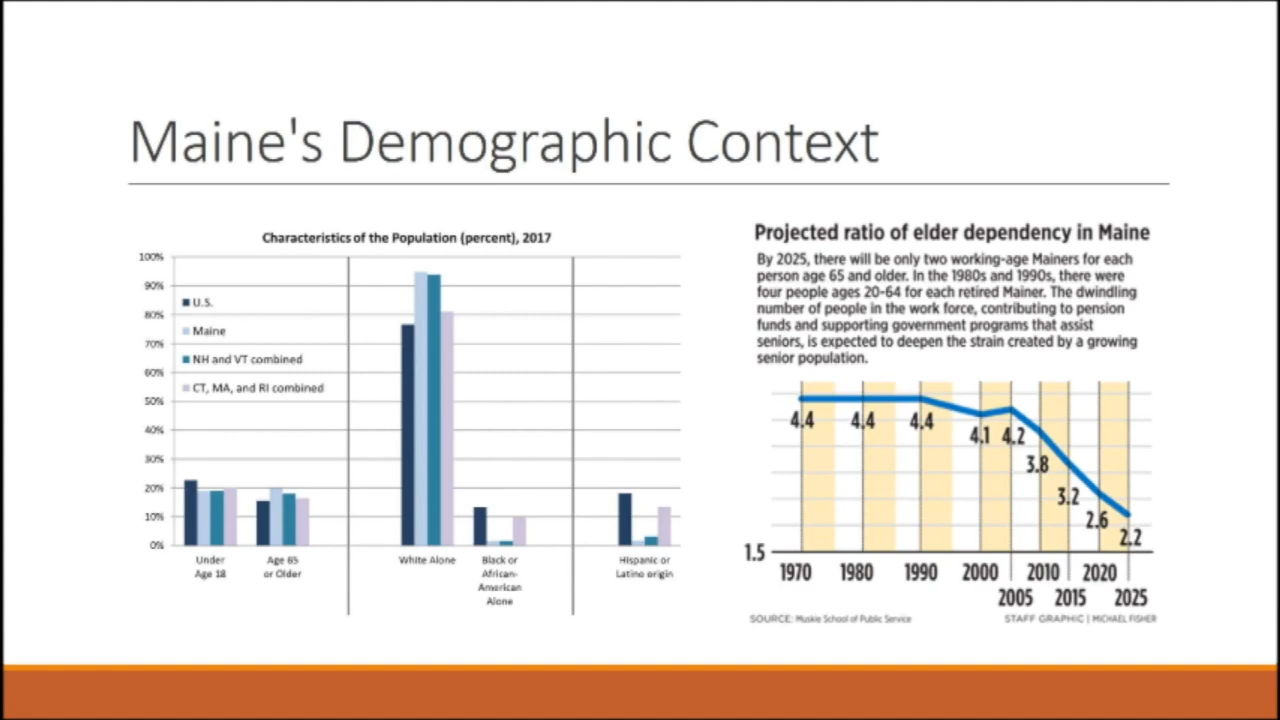 Maine's Demographic Context
Characteristics of the Population (percent), 2017
100%
90%
80%
70%
60%
50%
40%
30%
20%
10%
0%
U.S.
Maine
NH and VT combined
CT, MA, and RI combined
Under
Age 18
Age 65
or Older
White Alone
Black or
African-
American
Alone
Hispanic or
Latino origin
Projected ratio of elder dependency in Maine
By 2025, there will be only two working-age Mainers for each
person age 65 and older. In the 1980s and 1990s, there were
four people ages 20-64 for each retired Mainer. The dwindling
number of people in the work force, contributing to pension
funds and supporting government programs that assist
seniors, is expected to deepen the strain created by a growing
senior population.
4.4
4.4
4.4
4.1
4.2
3.8
3.2
2.6
2.2
1.5
1970
1980
1990
2000
2005
2010
2015
2020
2025
SOURCE: Muskie School of Public Service
STAFF GRAPHIC | MICHAEL FISHER